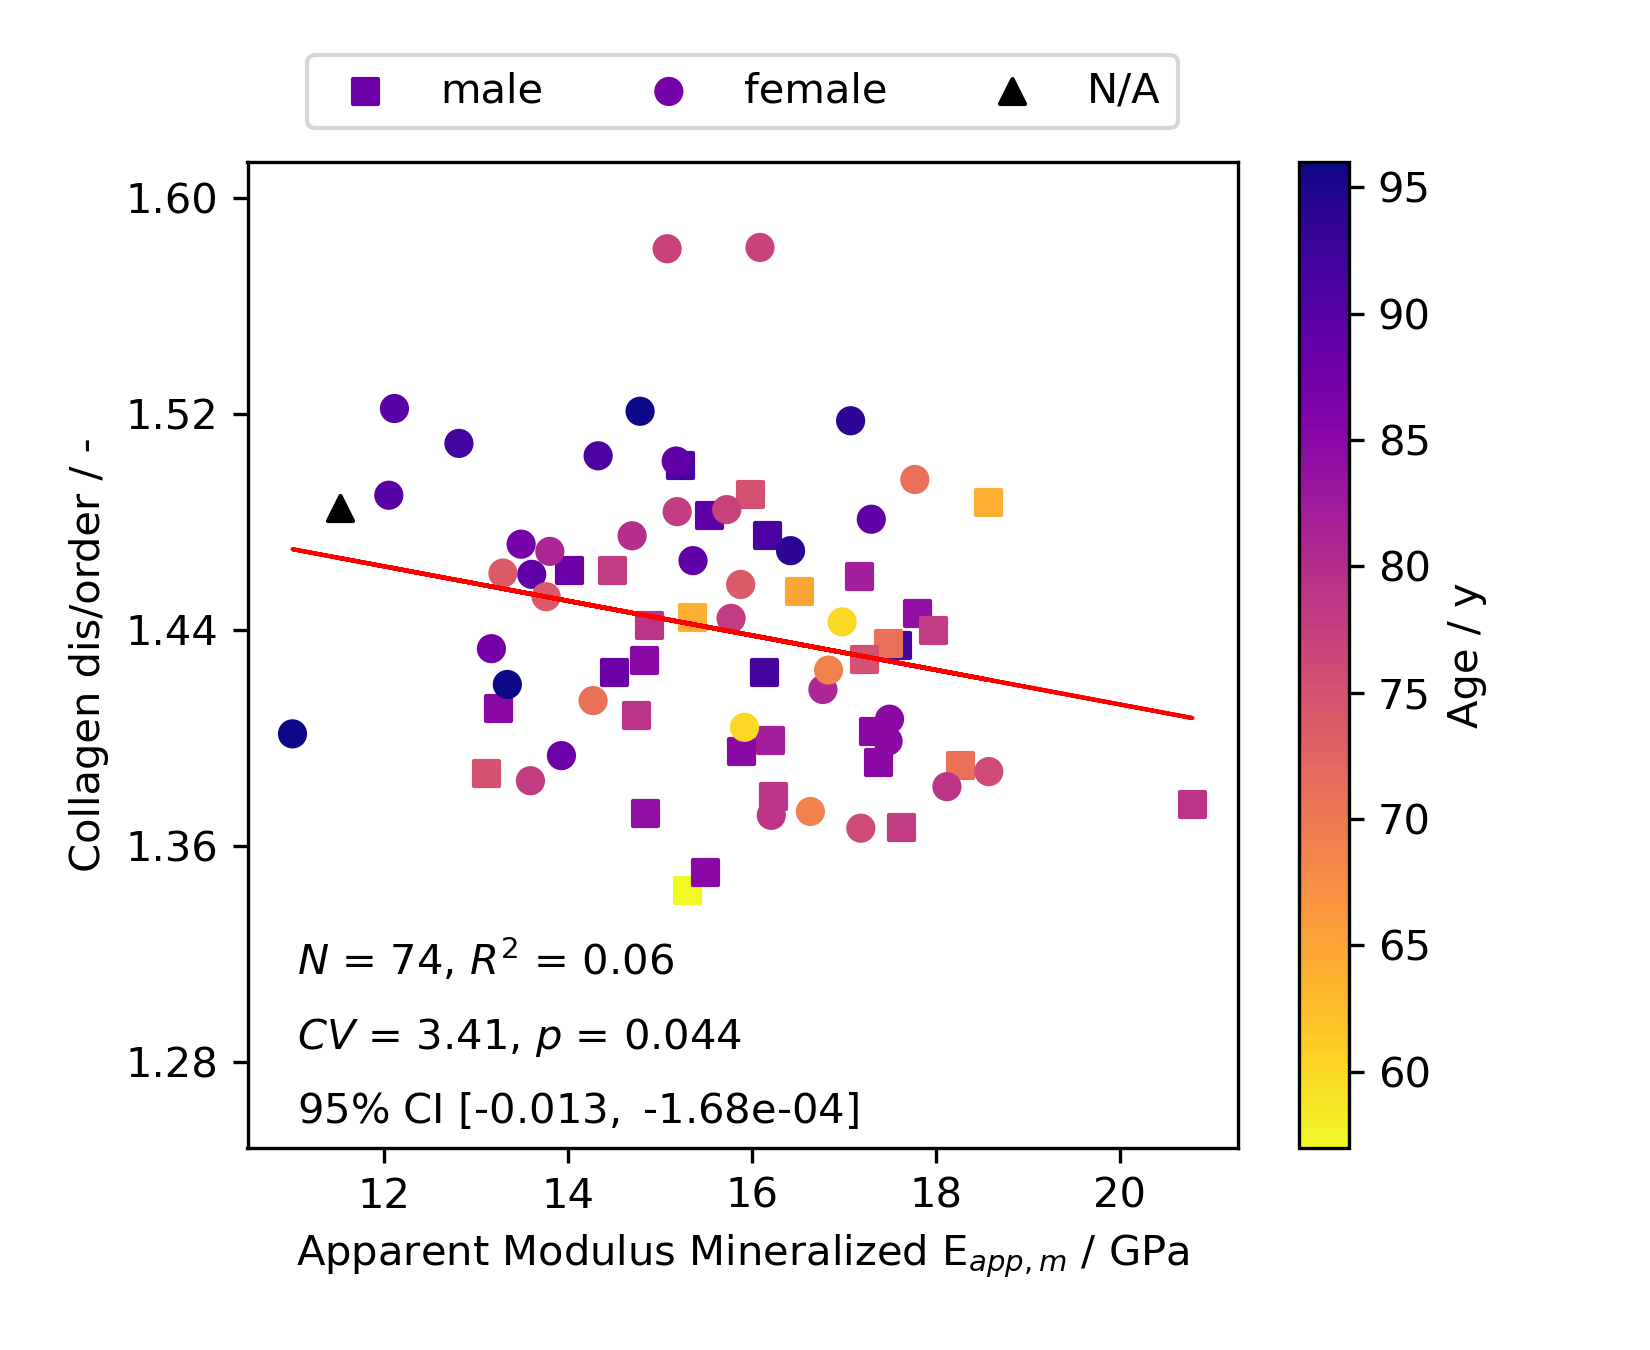 male female N/A
1.60
1.52
1.44
1.36
1.28
Collagen dis/order / -
N = 74, R² = 0.06
CV = 3.41, p = 0.044
95% CI [-0.013, -1.68e-04]
12 14 16 18 20
Apparent Modulus Mineralized E_app,m / GPa
95
90
85
80
75
70
65
60
Age / y